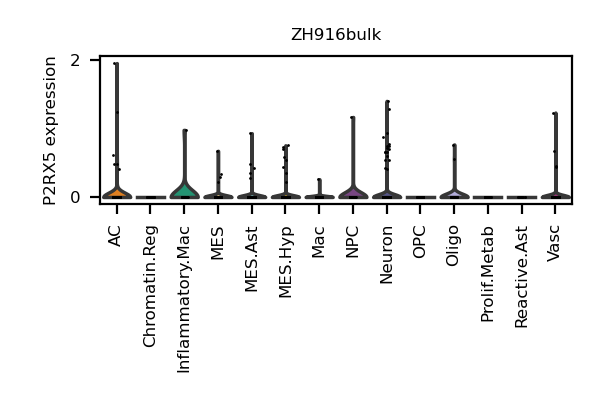 ZH916bulk
P2RX5 expression
2
0
AC
Chromatin.Reg
Inflammatory.Mac
MES
MES.Ast
MES.Hyp
Mac
NPC
Neuron
OPC
Oligo
Prolif.Metab
Reactive.Ast
Vasc